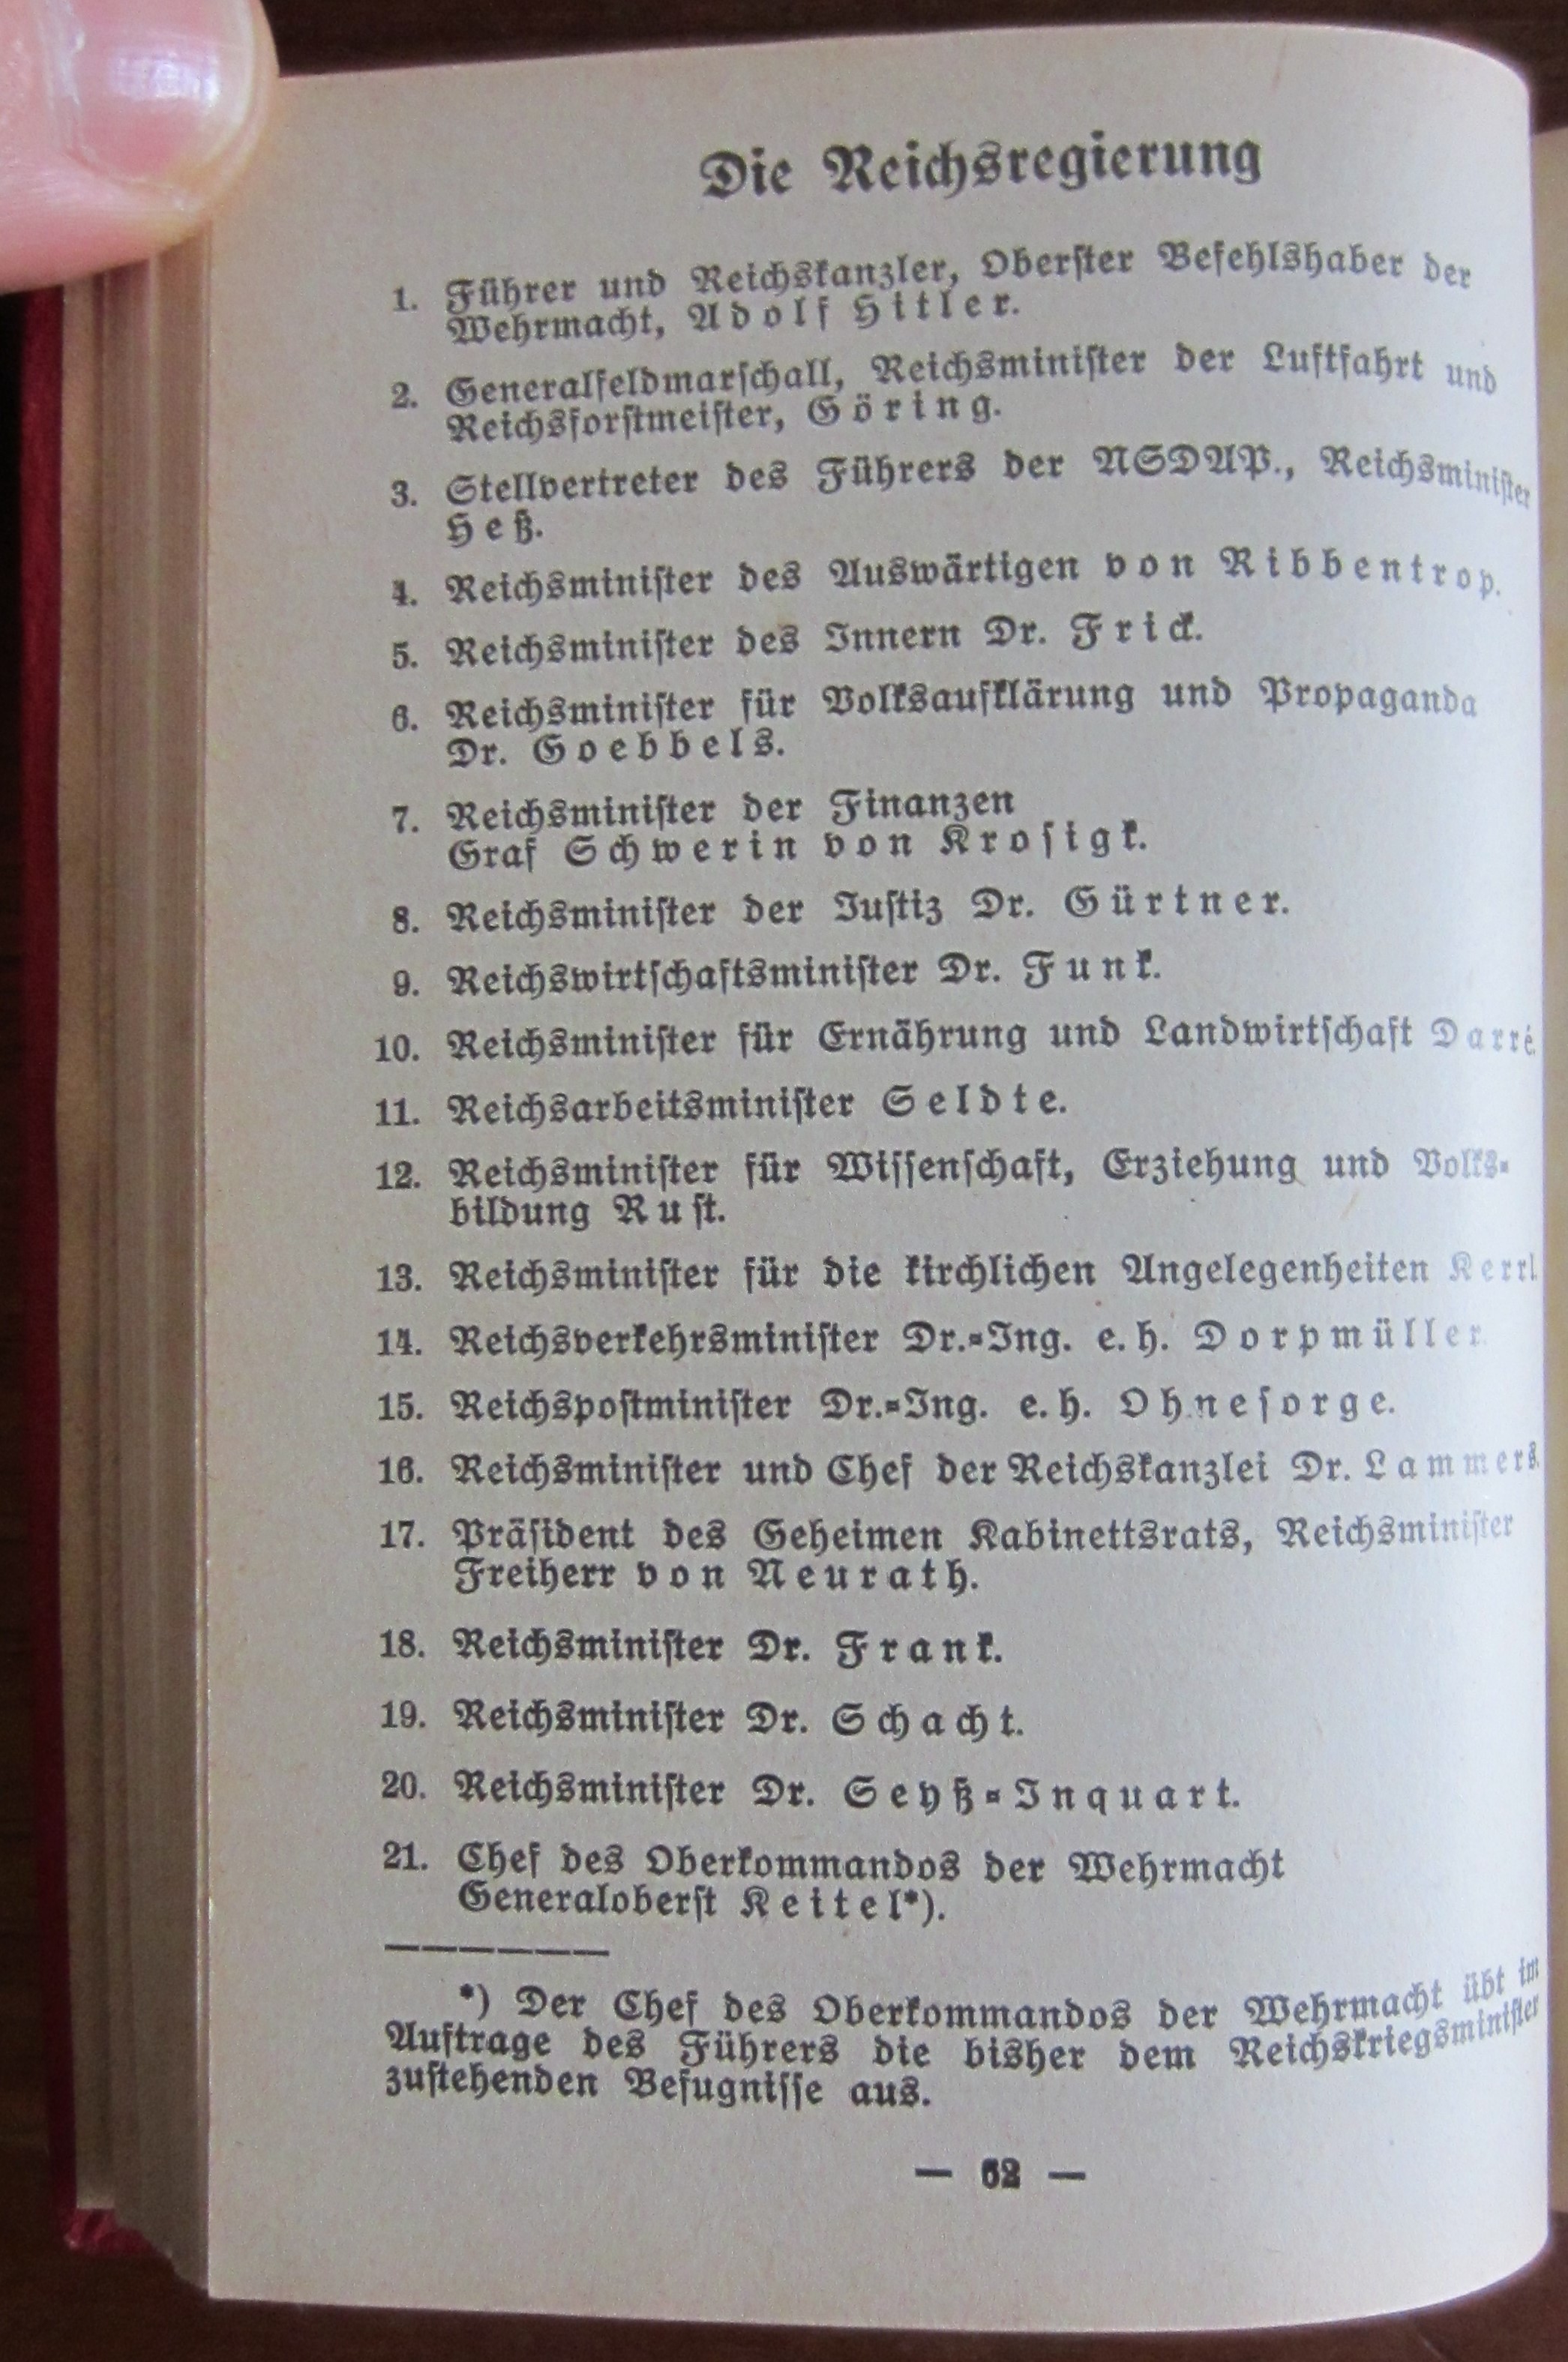 Die Reichsregierung
1. Führer und Reichskanzler, Oberſter Befehlshaber der
Wehrmacht, Adolf Hitler.
2. Generalfeldmarſchall, Reichsminiſter der Luftfahrt und
Reichsforſtmeiſter, Göring.
3. Stellvertreter des Führers der NSDAP., Reichsminiſter
Heß.
4. Reichsminiſter des Auswärtigen von Ribbentrop.
5. Reichsminiſter des Innern Dr. Frick.
6. Reichsminiſter für Volksaufklärung und Propaganda
Dr. Goebbels.
7. Reichsminiſter der Finanzen
Graf Schwerin von Kroſigk.
8. Reichsminiſter der Juſtiz Dr. Gürtner.
9. Reichswirtſchaftsminiſter Dr. Funk.
10. Reichsminiſter für Ernährung und Landwirtſchaft Darré.
11. Reichsarbeitsminiſter Seldte.
12. Reichsminiſter für Wiſſenſchaft, Erziehung und Volks-
bildung Ruſt.
13. Reichsminiſter für die kirchlichen Angelegenheiten Kerrl.
14. Reichsverkehrsminiſter Dr.-Ing. e. h. Dorpmüller.
15. Reichspoſtminiſter Dr.-Ing. e. h. Ohneſorge.
16. Reichsminiſter und Chef der Reichskanzlei Dr. Lammers.
17. Präſident des Geheimen Kabinettsrats, Reichsminiſter
Freiherr von Neurath.
18. Reichsminiſter Dr. Frank.
19. Reichsminiſter Dr. Schacht.
20. Reichsminiſter Dr. Seyß-Inquart.
21. Chef des Oberkommandos der Wehrmacht
Generaloberſt Keitel*).
*) Der Chef des Oberkommandos der Wehrmacht übt im
Auftrage des Führers die bisher dem Reichskriegsminiſter
zuſtehenden Befugniſſe aus.